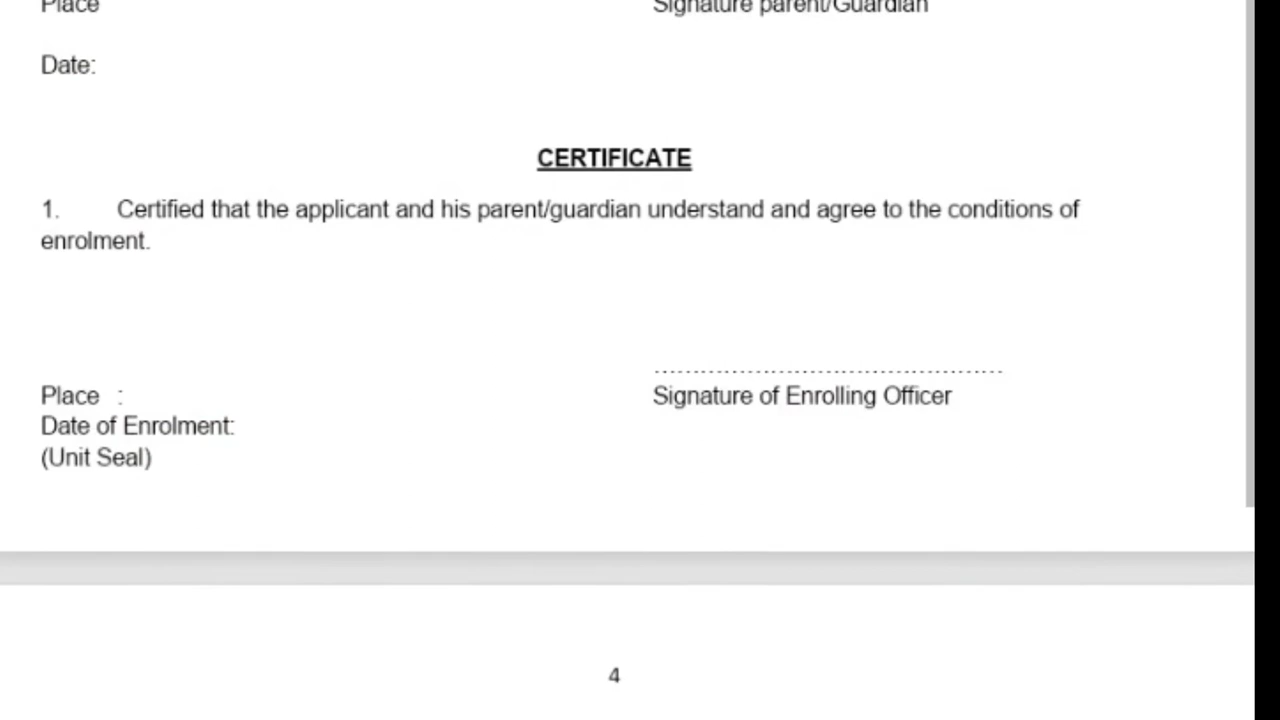 Place Signature parent/Guardian
Date:
CERTIFICATE
1. Certified that the applicant and his parent/guardian understand and agree to the conditions of
enrolment.
Place : Signature of Enrolling Officer
Date of Enrolment:
(Unit Seal)
4